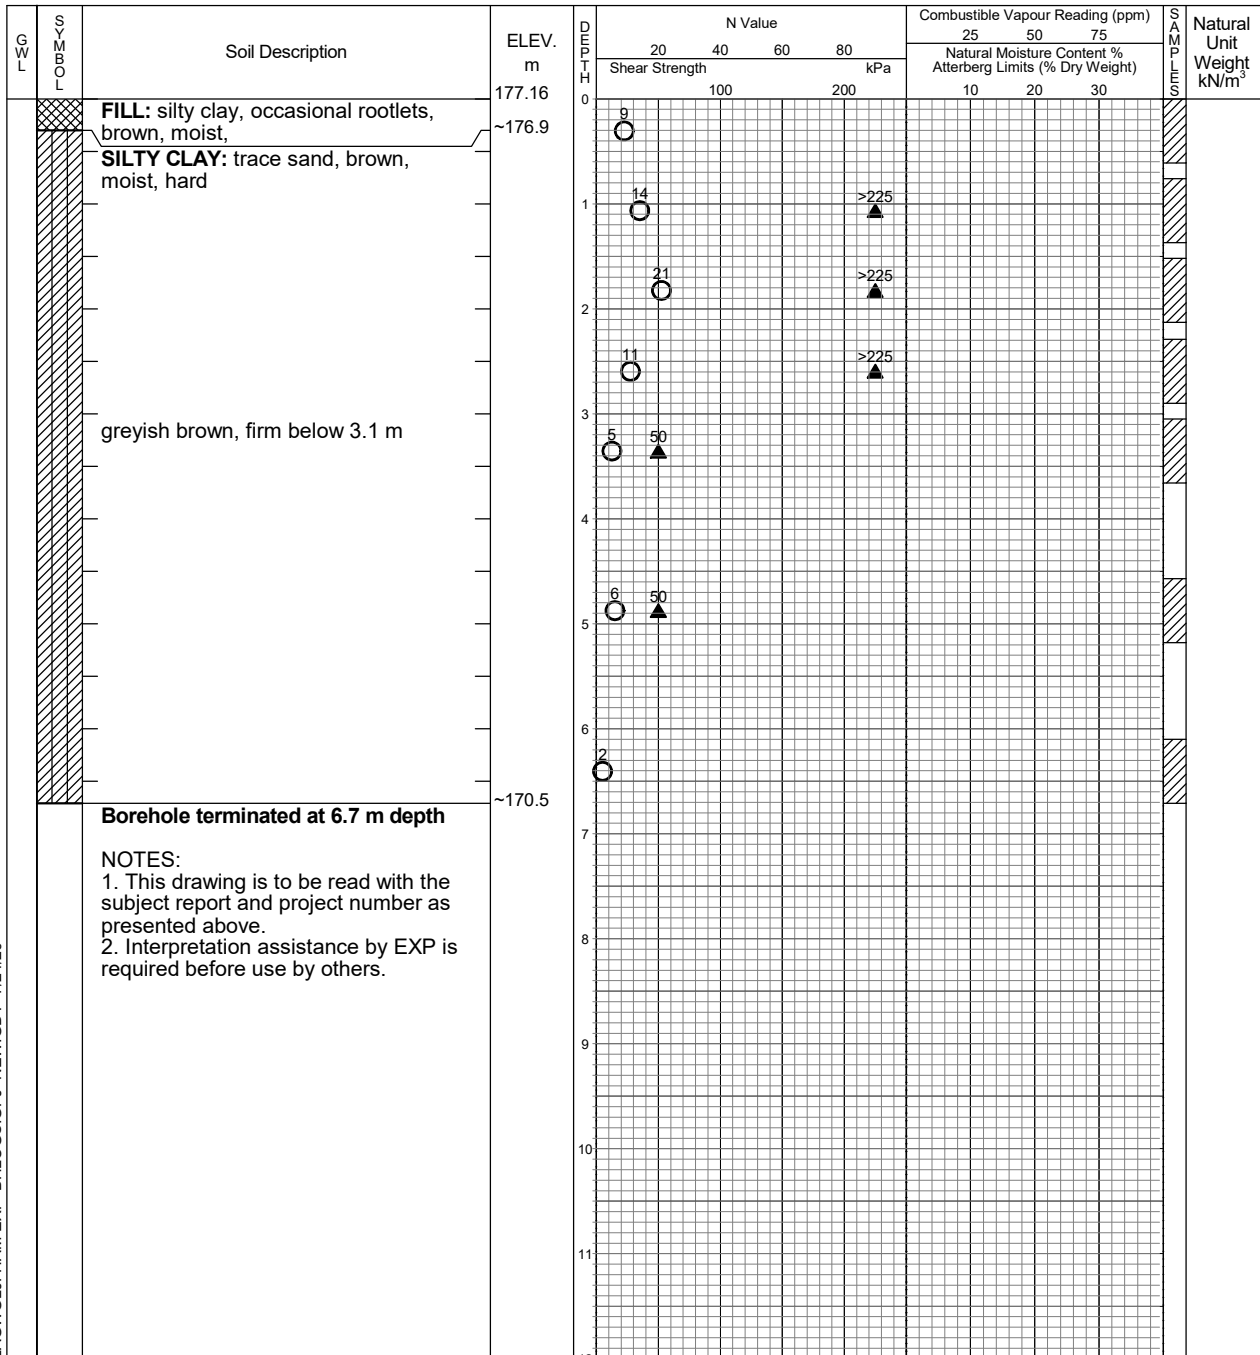 GWL
SYMBOL
Soil Description
ELEV.
m
DEPTH
N Value
20 40 60 80
Shear Strength kPa
100 200
Combustible Vapour Reading (ppm)
25 50 75
Natural Moisture Content %
Atterberg Limits (% Dry Weight)
10 20 30
SAMPLES
Natural
Unit
Weight
kN/m³
177.16
0
FILL: silty clay, occasional rootlets,
brown, moist,
~176.9
9
SILTY CLAY: trace sand, brown,
moist, hard
14 >225
1
21 >225
2
11 >225
3
greyish brown, firm below 3.1 m
5 50
4
6 50
5
6
2
~170.5
Borehole terminated at 6.7 m depth
7
NOTES:
1. This drawing is to be read with the
subject report and project number as
presented above.
2. Interpretation assistance by EXP is
required before use by others.
8
9
10
11